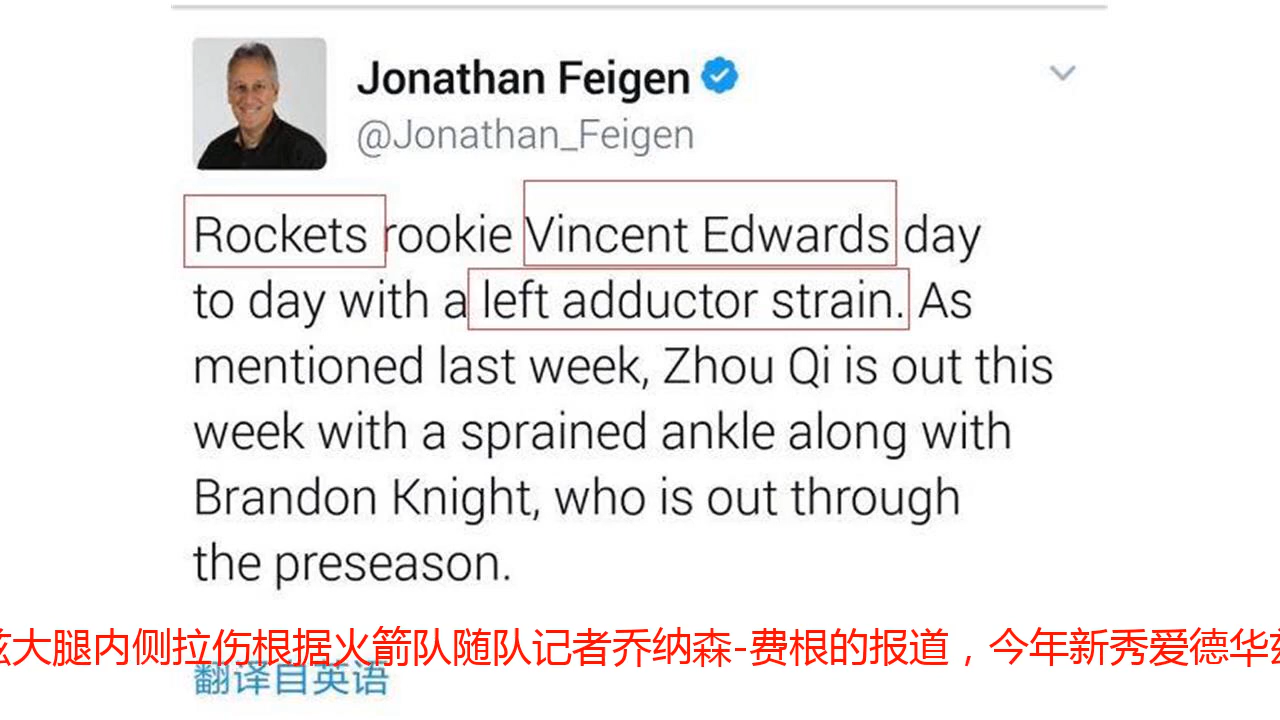 Jonathan Feigen
@Jonathan_Feigen
Rockets rookie Vincent Edwards day
to day with a left adductor strain. As
mentioned last week, Zhou Qi is out this
week with a sprained ankle along with
Brandon Knight, who is out through
the preseason.
兹大腿内侧拉伤根据火箭队随队记者乔纳森-费根的报道，今年新秀爱德华兹
翻译自英语